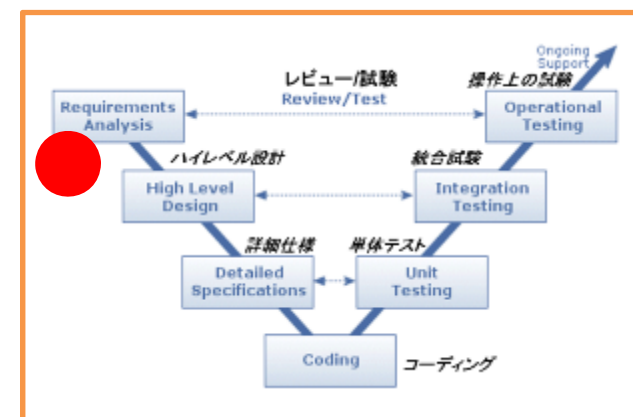 Ongoing
Support
レビュー/試験
操作上の試験
Review/Test
Requirements
Analysis
Operational
Testing
ハイレベル設計
統合試験
High Level
Design
Integration
Testing
詳細仕様
単体テスト
Detailed
Specifications
Unit
Testing
Coding
コーディング